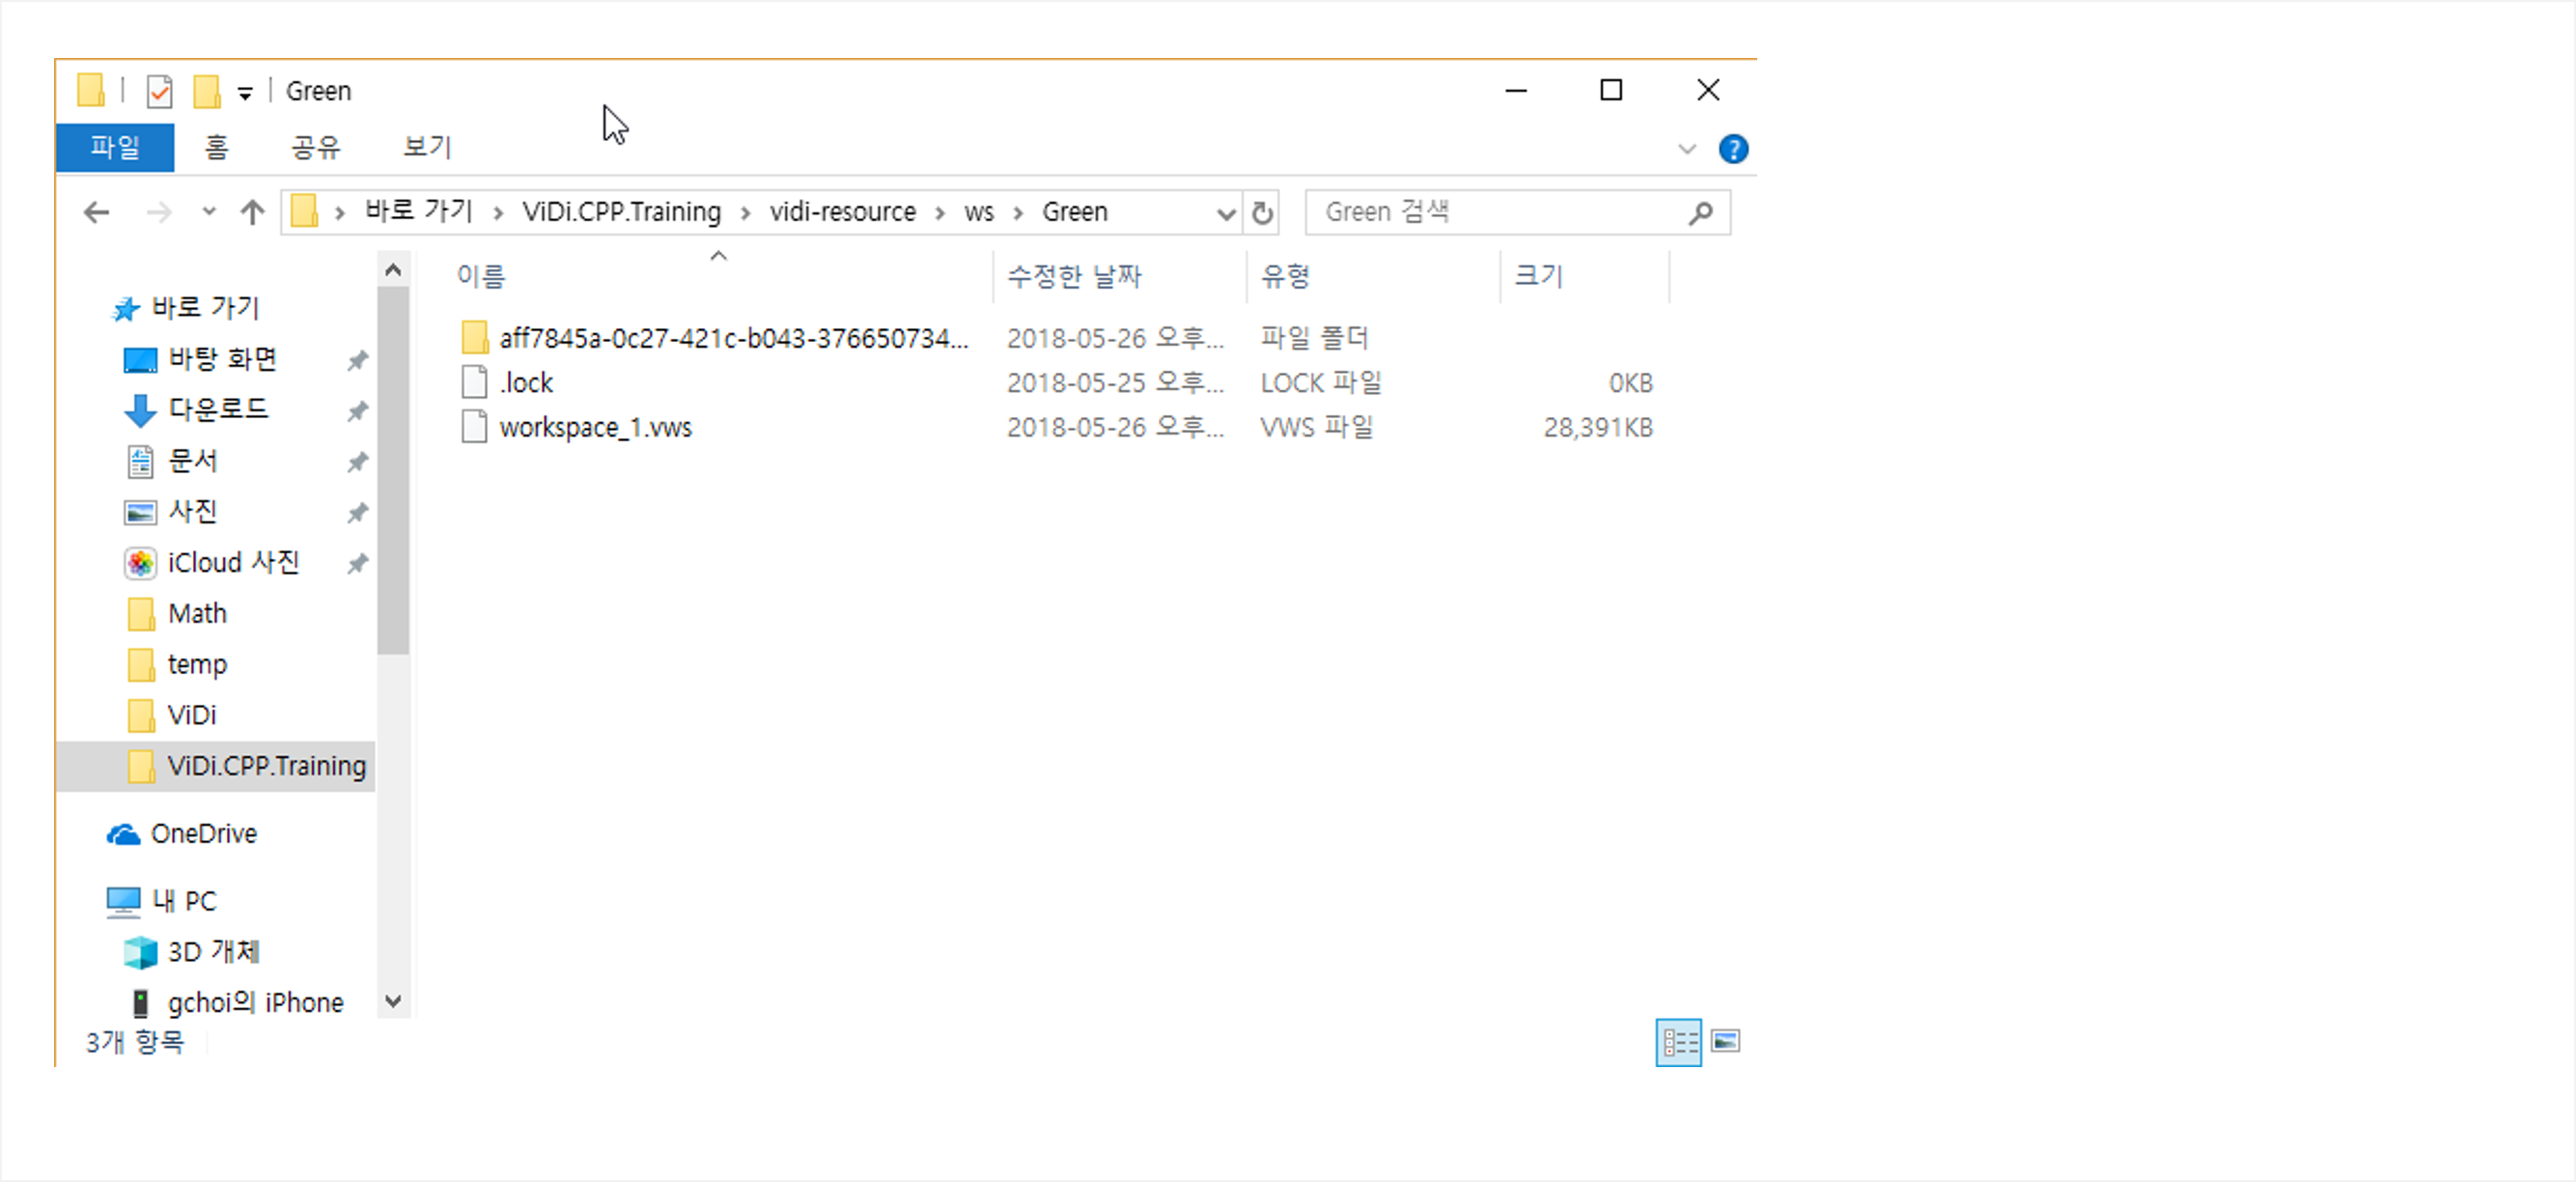 Green
파일 홈 공유 보기
바로 가기 › ViDi.CPP.Training › vidi-resource › ws › Green
Green 검색
이름 수정한 날짜 유형 크기
aff7845a-0c27-421c-b043-376650734... 2018-05-26 오후... 파일 폴더
.lock 2018-05-25 오후... LOCK 파일 0KB
workspace_1.vws 2018-05-26 오후... VWS 파일 28,391KB
바로 가기
바탕 화면
다운로드
문서
사진
iCloud 사진
Math
temp
ViDi
ViDi.CPP.Training
OneDrive
내 PC
3D 개체
gchoi의 iPhone
3개 항목